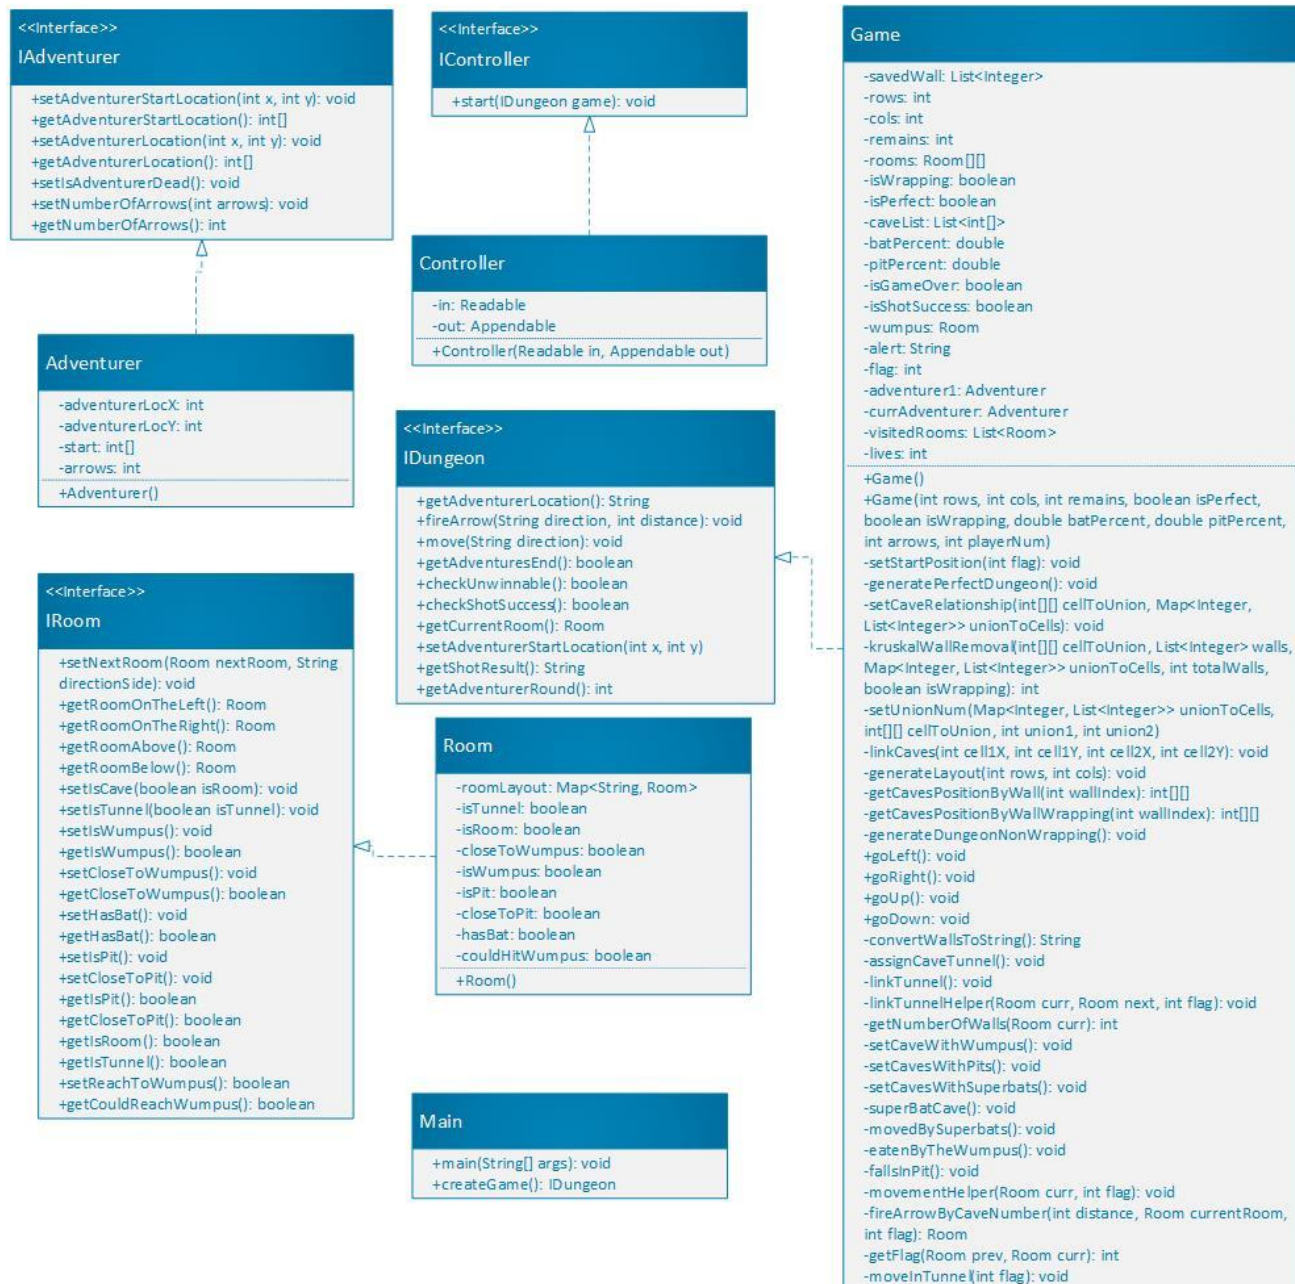 <<Interface>>
IAdventurer
+setAdventurerStartLocation(int x, int y): void
+getAdventurerStartLocation(): int[]
+setAdventurerLocation(int x, int y): void
+getAdventurerLocation(): int[]
+setIsAdventurerDead(): void
+setNumberOfArrows(int arrows): void
+getNumberOfArrows(): int
<<Interface>>
IController
+start(IDungeon game): void
Controller
-in: Readable
-out: Appendable
+Controller(Readable in, Appendable out)
Adventurer
-adventurerLocX: int
-adventurerLocY: int
-start: int[]
-arrows: int
+Adventurer()
<<Interface>>
IDungeon
+getAdventurerLocation(): String
+fireArrow(String direction, int distance): void
+move(String direction): void
+getAdventuresEnd(): boolean
+checkUnwinnable(): boolean
+checkShotSuccess(): boolean
+getCurrentRoom(): Room
+setAdventurerStartLocation(int x, int y)
+getShotResult(): String
+getAdventurerRound(): int
<<Interface>>
IRoom
+setNextRoom(Room nextRoom, String
directionSide): void
+getRoomOnTheLeft(): Room
+getRoomOnTheRight(): Room
+getRoomAbove(): Room
+getRoomBelow(): Room
+setIsCave(boolean isRoom): void
+setIsTunnel(boolean isTunnel): void
+setIsWumpus(): void
+getIsWumpus(): boolean
+setCloseToWumpus(): void
+getCloseToWumpus(): boolean
+setHasBat(): void
+getHasBat(): boolean
+setIsPit(): void
+setCloseToPit(): void
+getIsPit(): boolean
+getCloseToPit(): boolean
+getIsRoom(): boolean
+getIsTunnel(): boolean
+setReachToWumpus(): boolean
+getCouldReachWumpus(): boolean
Room
-roomLayout: Map<String, Room>
-isTunnel: boolean
-isRoom: boolean
-closeToWumpus: boolean
-isWumpus: boolean
-isPit: boolean
-closeToPit: boolean
-hasBat: boolean
-couldHitWumpus: boolean
+Room()
Main
+main(String[] args): void
+createGame(): IDungeon
Game
-savedWall: List<Integer>
-rows: int
-cols: int
-remains: int
-rooms: Room[][]
-isWrapping: boolean
-isPerfect: boolean
-caveList: List<int[]>
-batPercent: double
-pitPercent: double
-isGameOver: boolean
-isShotSuccess: boolean
-wumpus: Room
-alert: String
-flag: int
-adventurer1: Adventurer
-currAdventurer: Adventurer
-visitedRooms: List<Room>
-lives: int
+Game()
+Game(int rows, int cols, int remains, boolean isPerfect,
boolean isWrapping, double batPercent, double pitPercent,
int arrows, int playerNum)
-setStartPosition(int flag): void
-generatePerfectDungeon(): void
-setCaveRelationship(int[][] cellToUnion, Map<Integer,
List<Integer>> unionToCells): void
-kruskalWallRemoval(int[][] cellToUnion, List<Integer> walls,
Map<Integer, List<Integer>> unionToCells, int totalWalls,
boolean isWrapping): int
-setUnionNum(Map<Integer, List<Integer>> unionToCells,
int[][] cellToUnion, int union1, int union2)
-linkCaves(int cell1X, int cell1Y, int cell2X, int cell2Y): void
-generateLayout(int rows, int cols): void
-getCavesPositionByWall(int wallIndex): int[][]
-getCavesPositionByWallWrapping(int wallIndex): int[][]
-generateDungeonNonWrapping(): void
+goLeft(): void
+goRight(): void
+goUp(): void
+goDown: void
-convertWallsToString(): String
-assignCaveTunnel(): void
-linkTunnel(): void
-linkTunnelHelper(Room curr, Room next, int flag): void
-getNumberOfWalls(Room curr): int
-setCaveWithWumpus(): void
-setCavesWithPits(): void
-setCavesWithSuperbats(): void
-superBatCave(): void
-movedBySuperbats(): void
-eatenByTheWumpus(): void
-fallsInPit(): void
-movementHelper(Room curr, int flag): void
-fireArrowByCaveNumber(int distance, Room currentRoom,
int flag): Room
-getFlag(Room prev, Room curr): int
-moveInTunnel(int flag): void